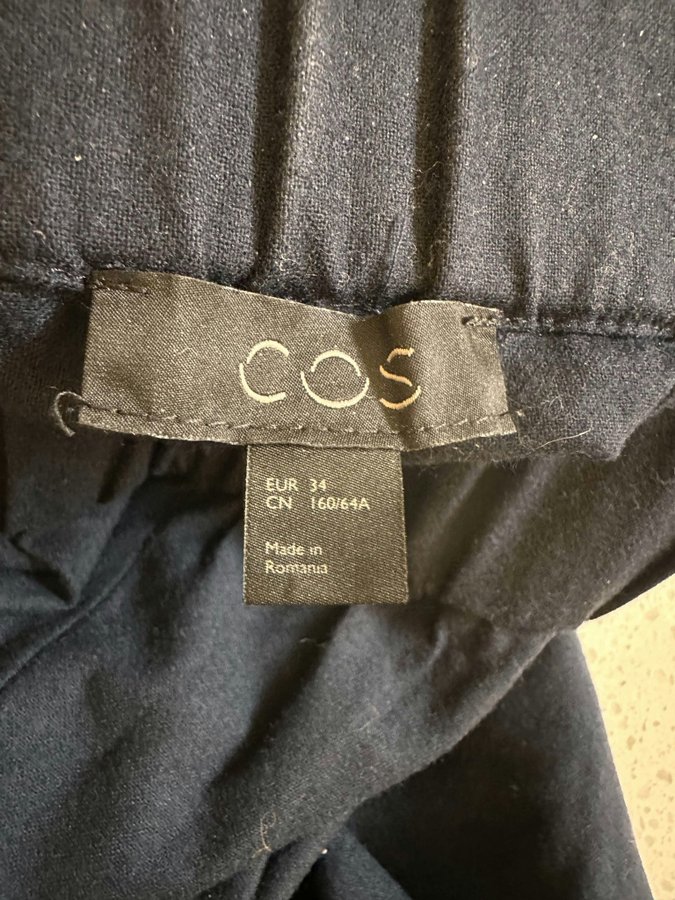 COS
EUR 34
CN 160/64A
Made in
Romania